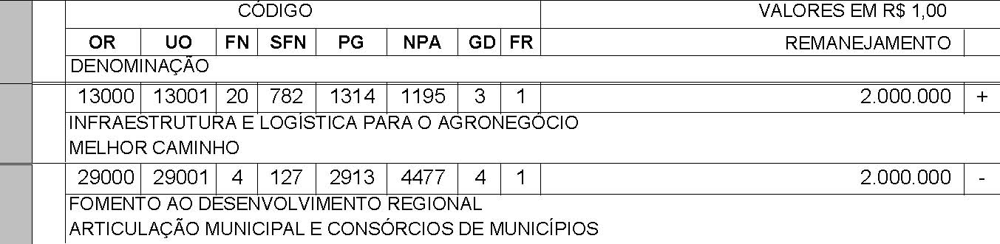 CÓDIGO VALORES EM R$ 1,00
OR UO FN SFN PG NPA GD FR REMANEJAMENTO
DENOMINAÇÃO
13000 13001 20 782 1314 1195 3 1 2.000.000 +
INFRAESTRUTURA E LOGÍSTICA PARA O AGRONEGÓCIO
MELHOR CAMINHO
29000 29001 4 127 2913 4477 4 1 2.000.000 -
FOMENTO AO DESENVOLVIMENTO REGIONAL
ARTICULAÇÃO MUNICIPAL E CONSÓRCIOS DE MUNICÍPIOS